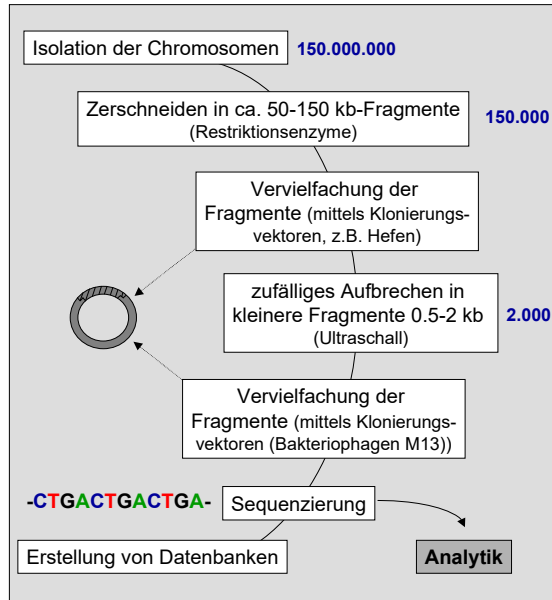 Isolation der Chromosomen 150.000.000
Zerschneiden in ca. 50-150 kb-Fragmente 150.000
(Restriktionsenzyme)
Vervielfachung der
Fragmente (mittels Klonierungs-
vektoren, z.B. Hefen)
zufälliges Aufbrechen in
kleinere Fragmente 0.5-2 kb 2.000
(Ultraschall)
Vervielfachung der
Fragmente (mittels Klonierungs-
vektoren (Bakteriophagen M13))
-CTGACTGACTGA- Sequenzierung
Erstellung von Datenbanken Analytik